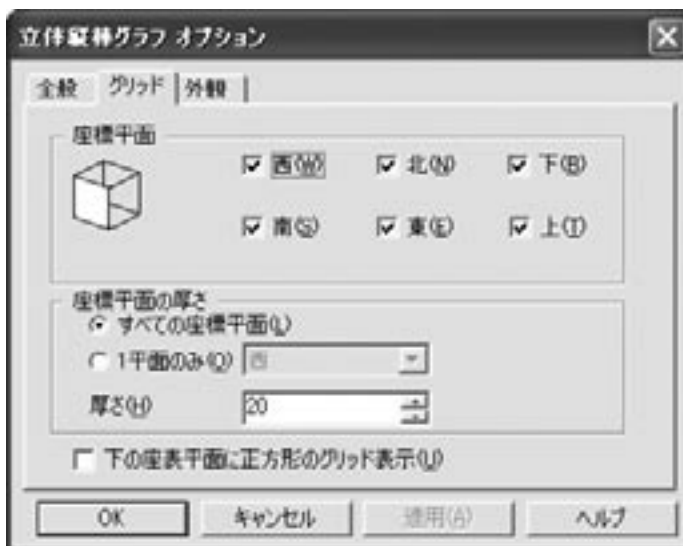 立体縦棒グラフ オプション
全般 グリッド 外観
座標平面
西(W) 北(N) 下(B)
南(S) 東(E) 上(T)
座標平面の厚さ
すべての座標平面(L)
1平面のみ(O) 西
厚さ(H) 20
下の座表平面に正方形のグリッド表示(U)
OK キャンセル 適用(A) ヘルプ